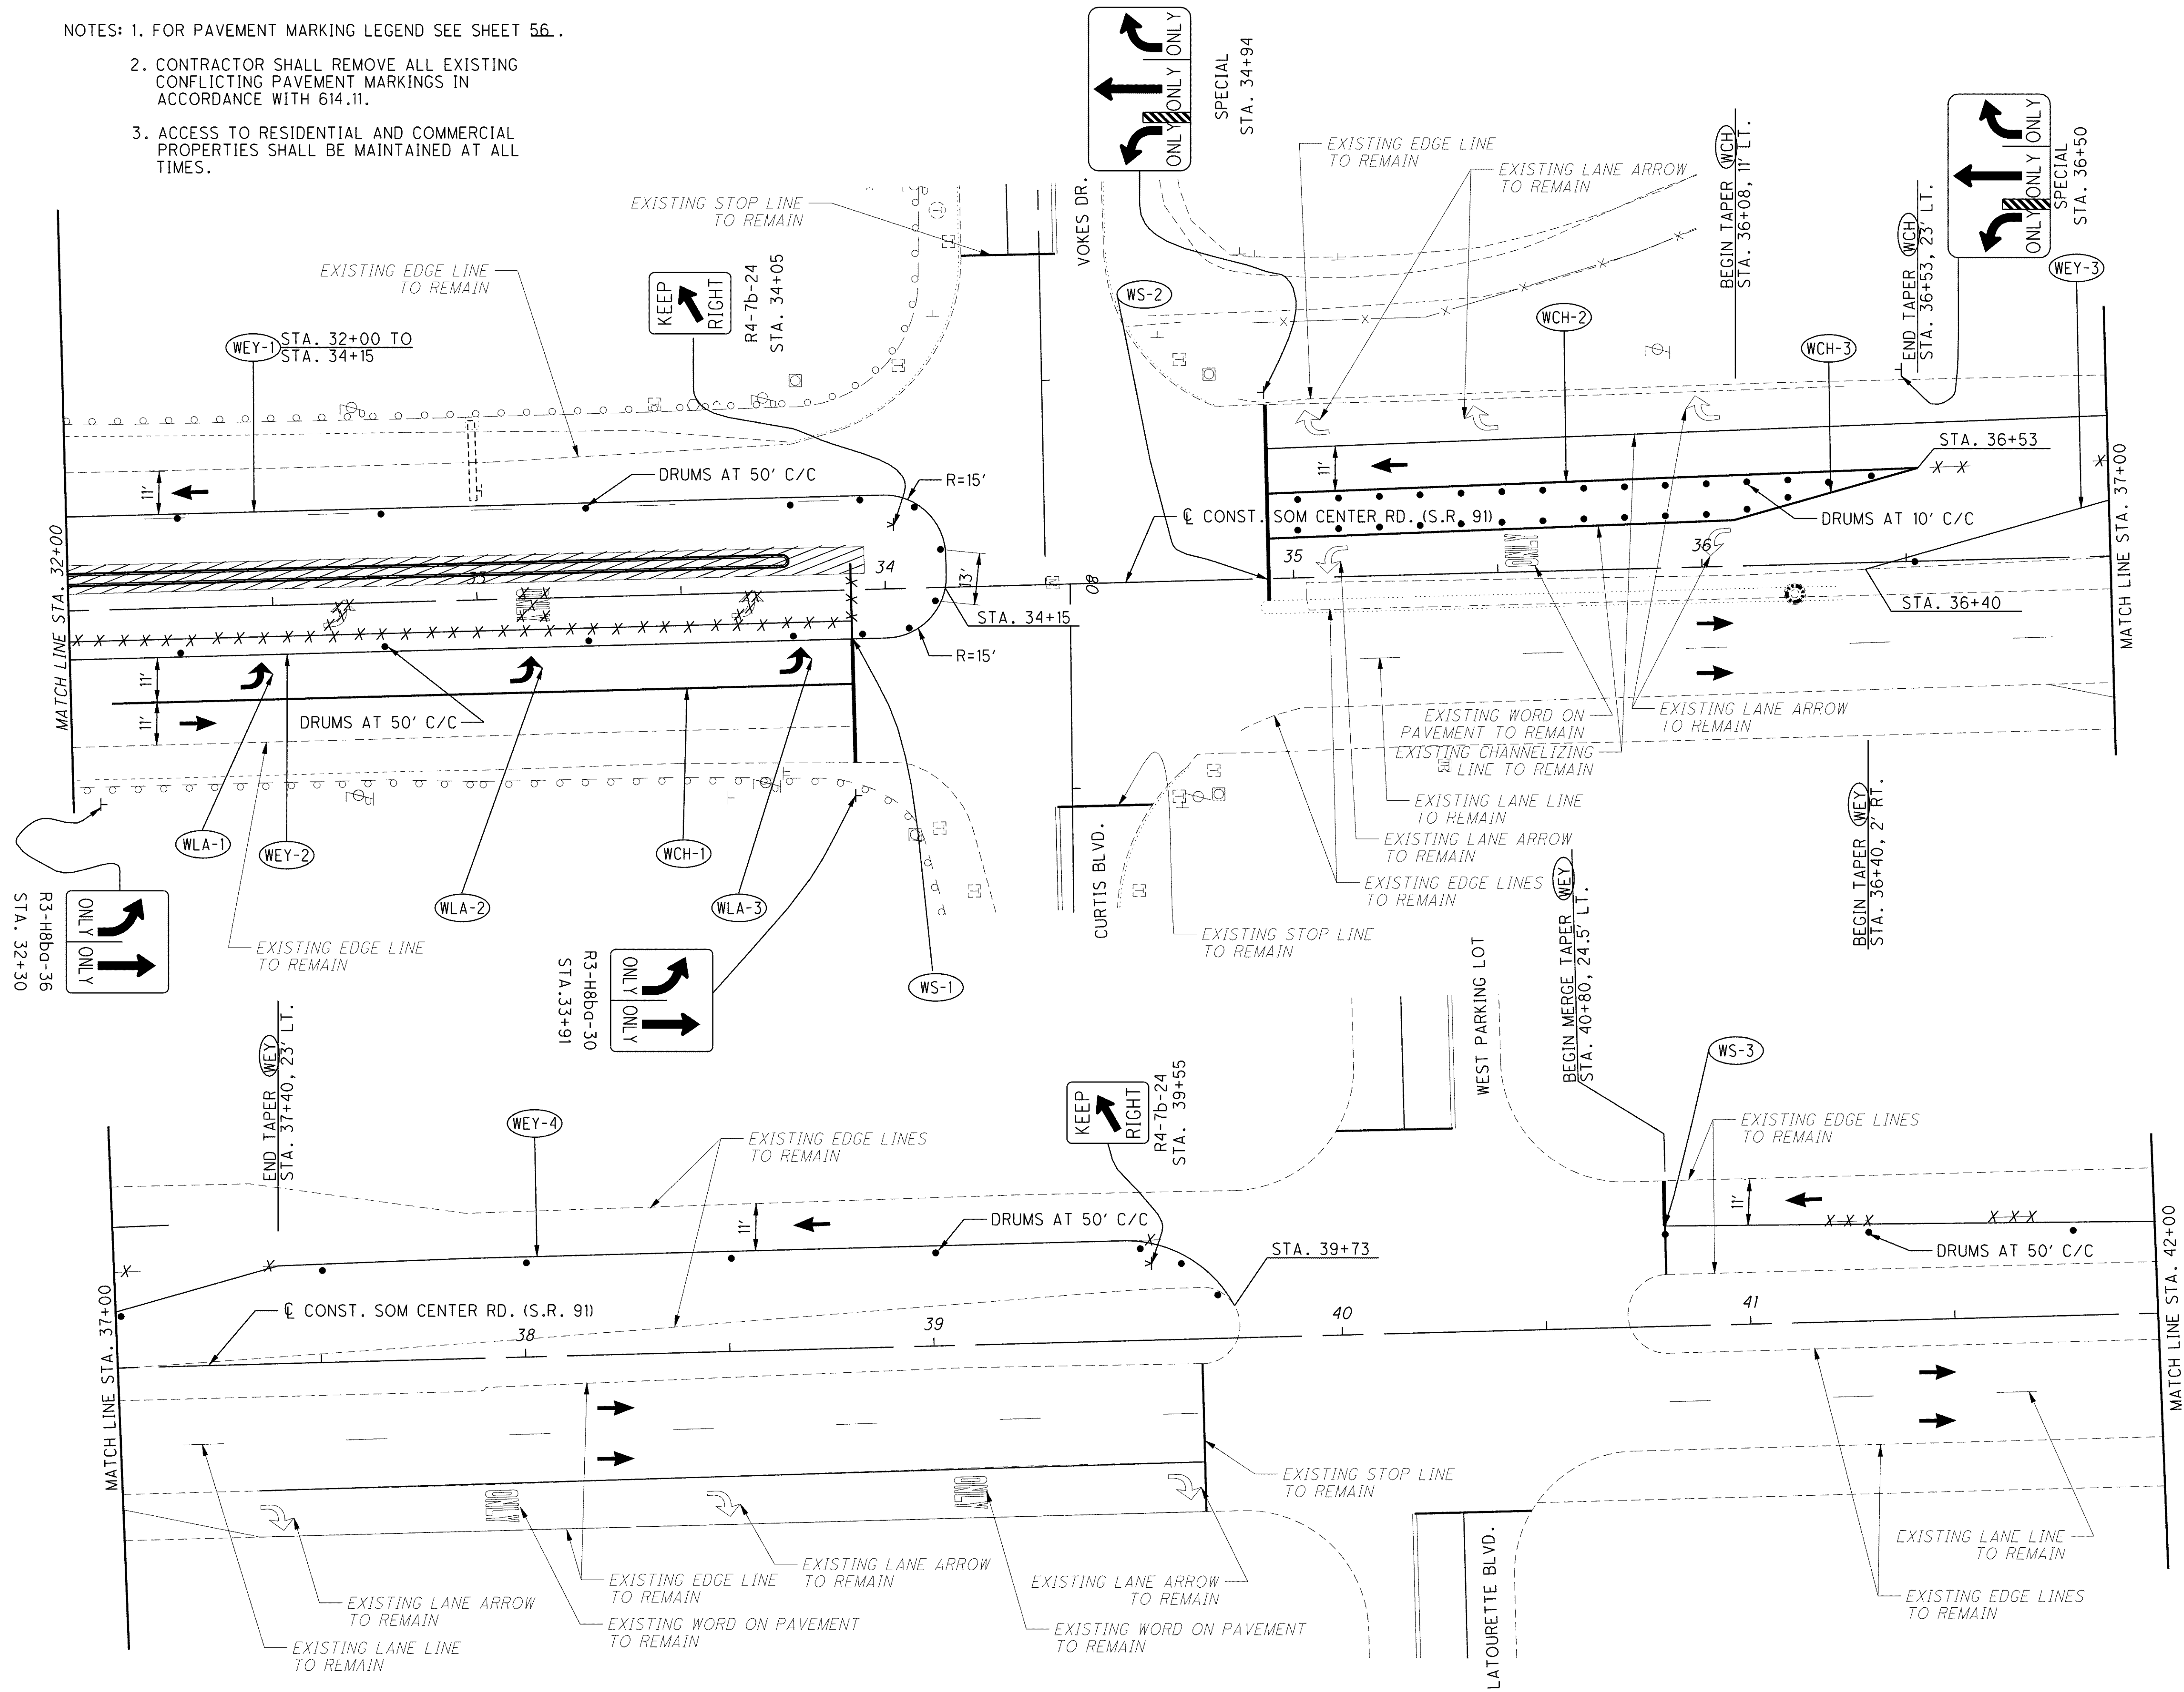 NOTES: 1. FOR PAVEMENT MARKING LEGEND SEE SHEET 56.
2. CONTRACTOR SHALL REMOVE ALL EXISTING
CONFLICTING PAVEMENT MARKINGS IN
ACCORDANCE WITH 614.11.
3. ACCESS TO RESIDENTIAL AND COMMERCIAL
PROPERTIES SHALL BE MAINTAINED AT ALL
TIMES.
MATCH LINE STA. 32+00
EXISTING EDGE LINE
TO REMAIN
WEY-1
STA. 32+00 TO
STA. 34+15
EXISTING STOP LINE
TO REMAIN
KEEP
RIGHT
R4-7b-24
STA. 34+05
DRUMS AT 50' C/C
R=15'
11'
33
34
13'
STA. 34+15
R=15'
ONLY
11'
11'
DRUMS AT 50' C/C
WLA-1
WEY-2
WLA-2
WCH-1
WLA-3
WS-1
ONLY
ONLY
R3-H8ba-36
STA. 32+30
EXISTING EDGE LINE
TO REMAIN
ONLY
ONLY
R3-H8ba-30
STA.33+91
VOKES DR.
ONLY
ONLY
ONLY
SPECIAL
STA. 34+94
WS-2
EXISTING EDGE LINE
TO REMAIN
EXISTING LANE ARROW
TO REMAIN
WCH-2
BEGIN TAPER WCH
STA. 36+08, 11' LT.
WCH-3
END TAPER WCH
STA. 36+53, 23' LT.
ONLY
ONLY
ONLY
SPECIAL
STA. 36+50
WEY-3
STA. 36+53
11'
℄ CONST. SOM CENTER RD. (S.R. 91)
DRUMS AT 10' C/C
08
35
ONLY
36
STA. 36+40
MATCH LINE STA. 37+00
EXISTING WORD ON
PAVEMENT TO REMAIN
EXISTING LANE ARROW
TO REMAIN
EXISTING CHANNELIZING
LINE TO REMAIN
EXISTING LANE LINE
TO REMAIN
EXISTING LANE ARROW
TO REMAIN
EXISTING EDGE LINES
TO REMAIN
EXISTING STOP LINE
TO REMAIN
CURTIS BLVD.
BEGIN TAPER WEY
STA. 36+40, 2' RT.
MATCH LINE STA. 37+00
END TAPER WEY
STA. 37+40, 23' LT.
WEY-4
EXISTING EDGE LINES
TO REMAIN
11'
DRUMS AT 50' C/C
KEEP
RIGHT
R4-7b-24
STA. 39+55
STA. 39+73
℄ CONST. SOM CENTER RD. (S.R. 91)
38
39
40
41
WEST PARKING LOT
BEGIN MERGE TAPER WEY
STA. 40+80, 24.5' LT.
WS-3
EXISTING EDGE LINES
TO REMAIN
11'
DRUMS AT 50' C/C
MATCH LINE STA. 42+00
ONLY
ONLY
EXISTING STOP LINE
TO REMAIN
EXISTING LANE ARROW
TO REMAIN
EXISTING LANE LINE
TO REMAIN
EXISTING EDGE LINE
TO REMAIN
EXISTING WORD ON PAVEMENT
TO REMAIN
EXISTING LANE ARROW
TO REMAIN
EXISTING LANE ARROW
TO REMAIN
EXISTING WORD ON PAVEMENT
TO REMAIN
LATOURETTE BLVD.
EXISTING LANE LINE
TO REMAIN
EXISTING EDGE LINES
TO REMAIN